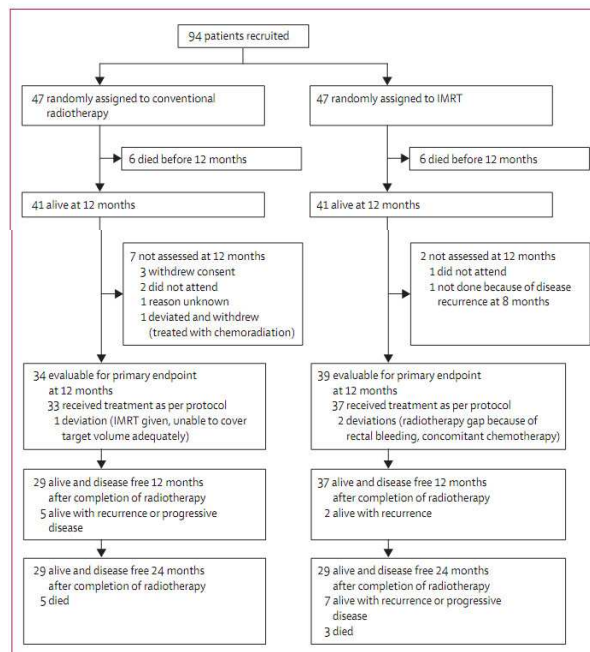 94 patients recruited
47 randomly assigned to conventional
radiotherapy
47 randomly assigned to IMRT
6 died before 12 months
6 died before 12 months
41 alive at 12 months
41 alive at 12 months
7 not assessed at 12 months
3 withdrew consent
2 did not attend
1 reason unknown
1 deviated and withdrew
(treated with chemoradiation)
2 not assessed at 12 months
1 did not attend
1 not done because of disease
recurrence at 8 months
34 evaluable for primary endpoint
at 12 months
33 received treatment as per protocol
1 deviation (IMRT given, unable to cover
target volume adequately)
39 evaluable for primary endpoint
at 12 months
37 received treatment as per protocol
2 deviations (radiotherapy gap because of
rectal bleeding, concomitant chemotherapy)
29 alive and disease free 12 months
after completion of radiotherapy
5 alive with recurrence or progressive
disease
37 alive and disease free 12 months
after completion of radiotherapy
2 alive with recurrence
29 alive and disease free 24 months
after completion of radiotherapy
5 died
29 alive and disease free 24 months
after completion of radiotherapy
7 alive with recurrence or progressive
disease
3 died